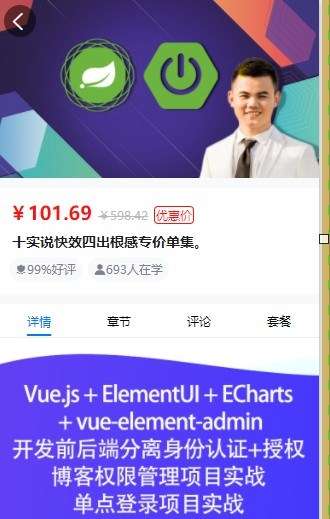 ¥101.69 ¥598.42 优惠价
十实说快效四出根感专价单集。
99%好评 693人在学
详情 章节 评论 套餐
Vue.js + ElementUI + ECharts
+ vue-element-admin
开发前后端分离身份认证+授权
博客权限管理项目实战
单点登录项目实战